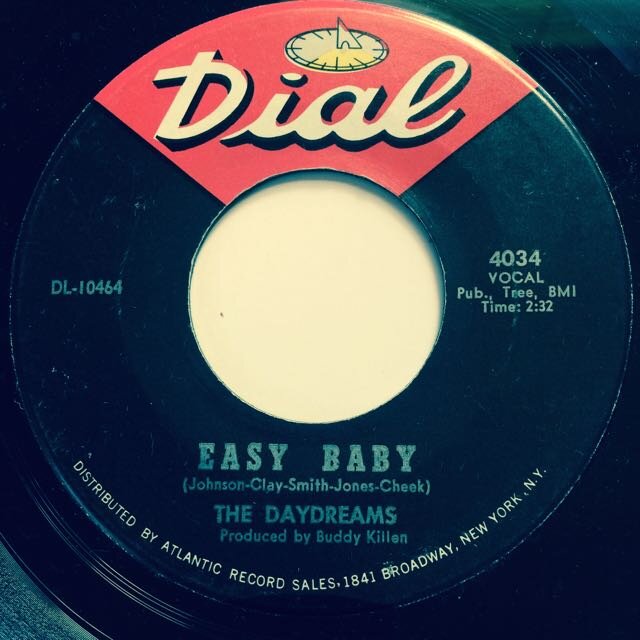 Dial
DL-10464
4034
VOCAL
Pub., Tree, BMI
Time: 2:32
EASY BABY
(Johnson-Clay-Smith-Jones-Cheek)
THE DAYDREAMS
Produced by Buddy Killen
DISTRIBUTED BY ATLANTIC RECORD SALES, 1841 BROADWAY, NEW YORK, N.Y.